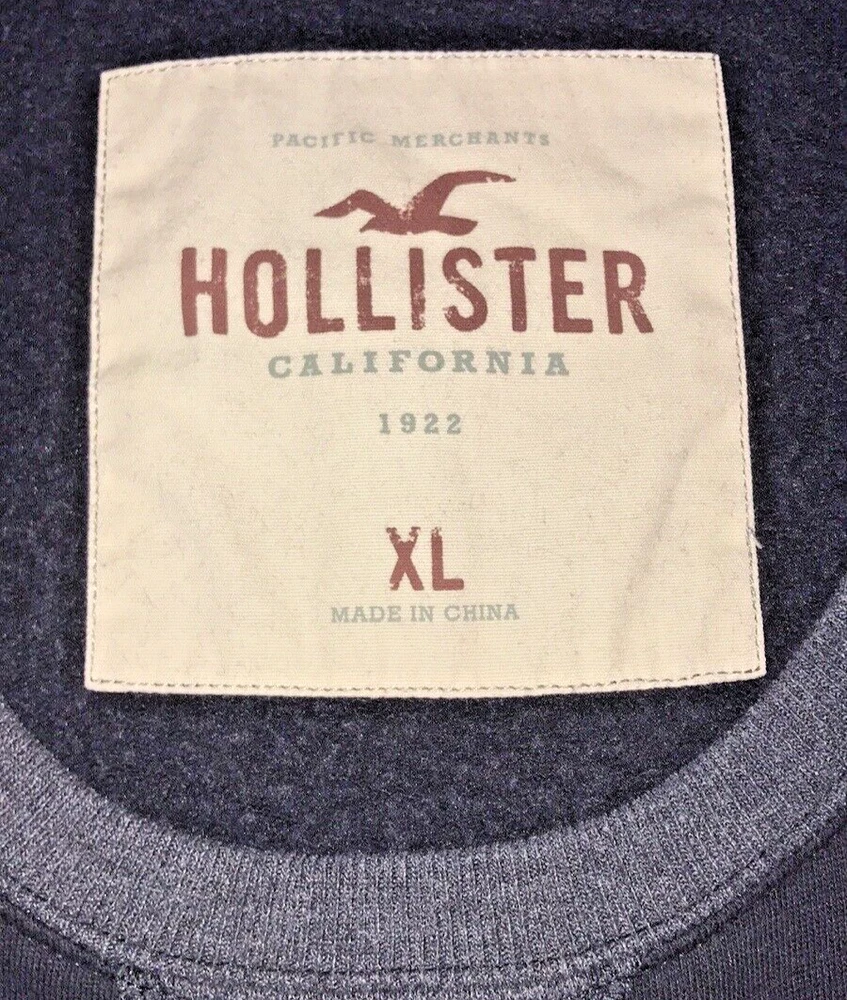 PACIFIC MERCHANTS
HOLLISTER
CALIFORNIA
1922
XL
MADE IN CHINA